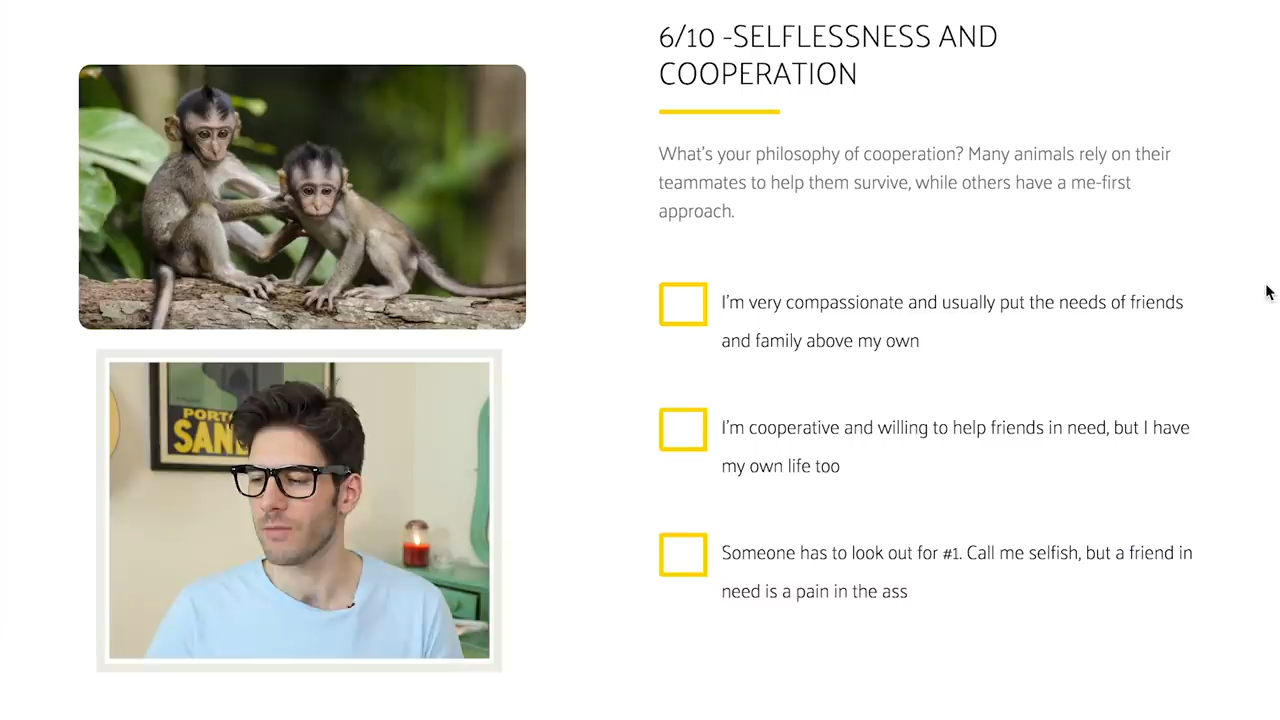 6/10 -SELFLESSNESS AND
COOPERATION
What's your philosophy of cooperation? Many animals rely on their
teammates to help them survive, while others have a me-first
approach.
I'm very compassionate and usually put the needs of friends
and family above my own
I'm cooperative and willing to help friends in need, but I have
my own life too
Someone has to look out for #1. Call me selfish, but a friend in
need is a pain in the ass
PORTO